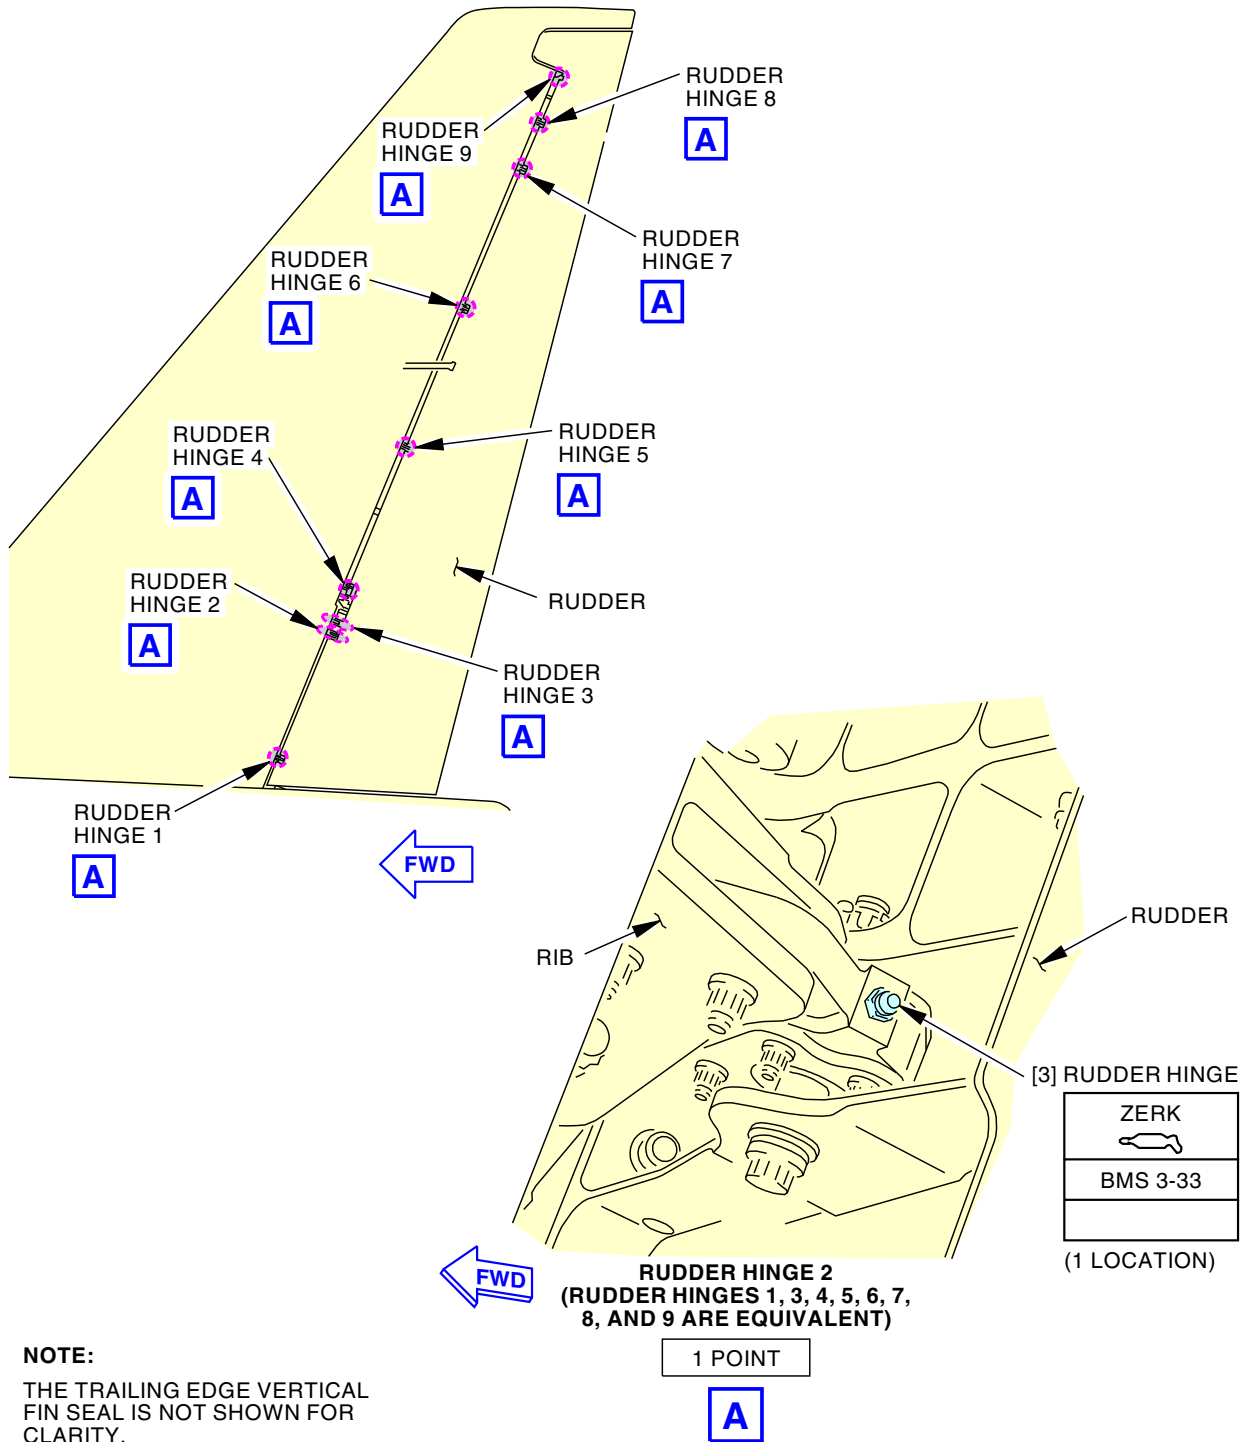 RUDDER
HINGE 8
A
RUDDER
HINGE 9
A
RUDDER
HINGE 7
A
RUDDER
HINGE 6
A
RUDDER
HINGE 5
A
RUDDER
HINGE 4
A
RUDDER
HINGE 2
A
RUDDER
RUDDER
HINGE 3
A
RUDDER
HINGE 1
A
FWD
RIB
RUDDER
[3] RUDDER HINGE
ZERK
BMS 3-33
(1 LOCATION)
FWD
RUDDER HINGE 2
(RUDDER HINGES 1, 3, 4, 5, 6, 7,
8, AND 9 ARE EQUIVALENT)
1 POINT
A
NOTE:
THE TRAILING EDGE VERTICAL
FIN SEAL IS NOT SHOWN FOR
CLARITY.